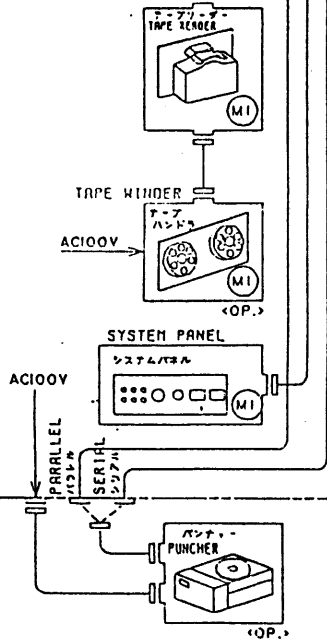 テープリーダー
TAPE READER
M1
TAPE WINDER
テープ
ハンドラ
AC100V
M1
<OP.>
SYSTEM PANEL
システムパネル
AC100V
M1
PARALLEL
パラレル
SERIAL
シリアル
パンチャー
PUNCHER
<OP.>